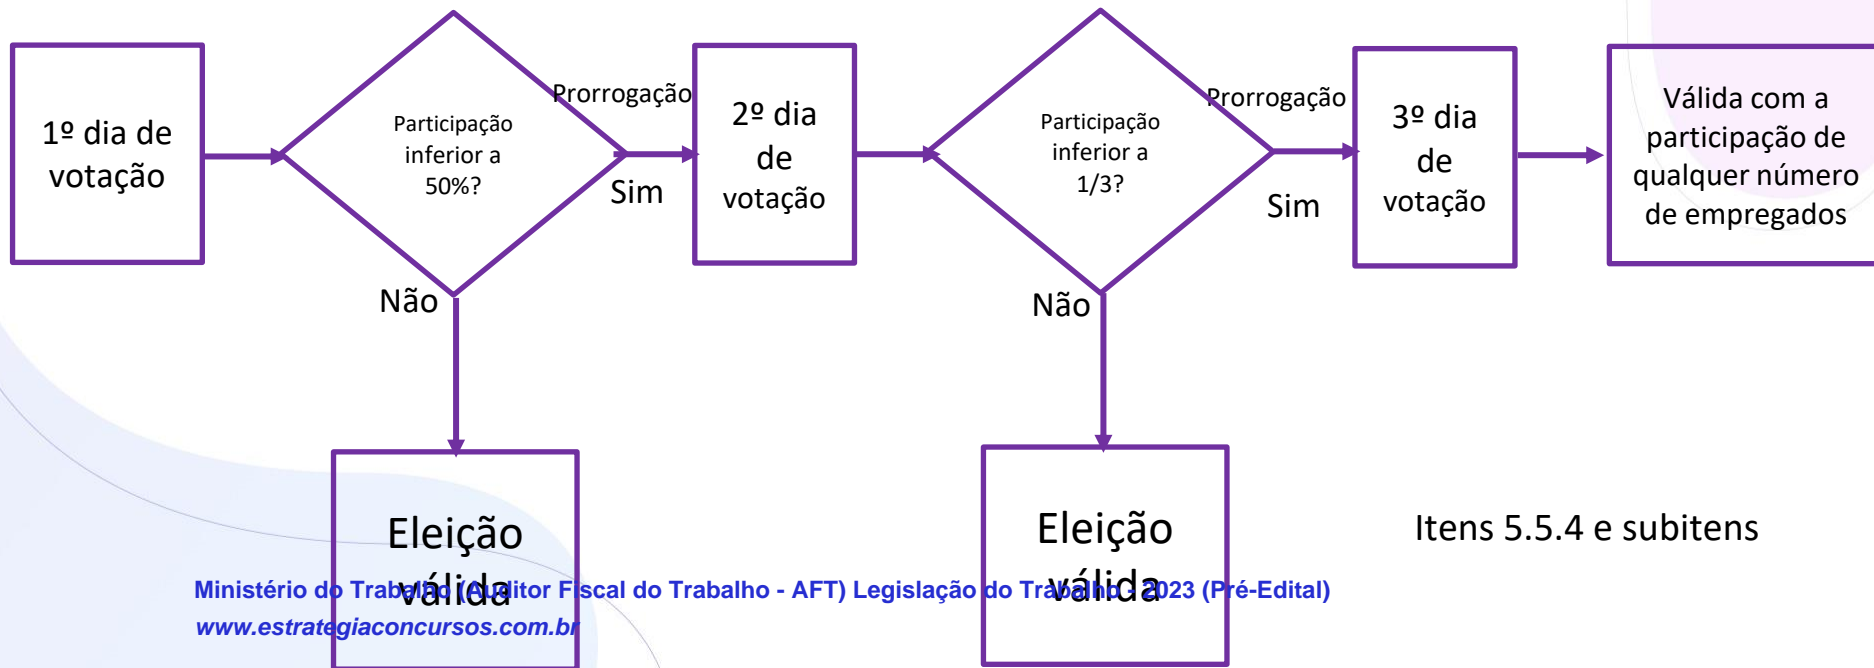 1º dia de
votação
Participação
inferior a
50%?
Prorrogação
Sim
Não
2º dia
de
votação
Participação
inferior a
1/3?
Prorrogação
Sim
Não
3º dia
de
votação
Válida com a
participação de
qualquer número
de empregados
Eleição
válida
Eleição
válida
Itens 5.5.4 e subitens
Ministério do Trabalho (Auditor Fiscal do Trabalho - AFT) Legislação do Trabalho - 2023 (Pré-Edital)
www.estrategiaconcursos.com.br